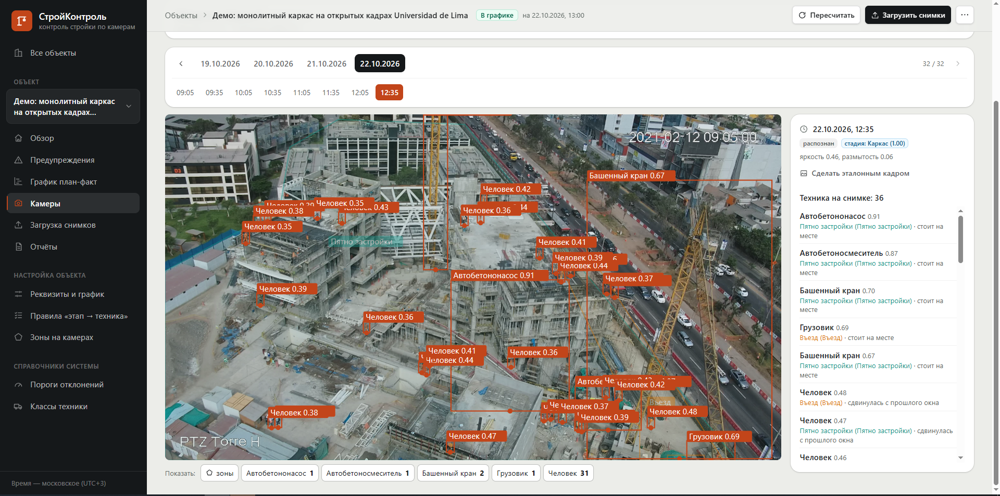 СтройКонтроль
контроль стройки по камерам
Все объекты
ОБЪЕКТ
Демо: монолитный каркас
на открытых кадрах...
Обзор
Предупреждения
График план-факт
Камеры
Загрузка снимков
Отчёты
НАСТРОЙКА ОБЪЕКТА
Реквизиты и график
Правила «этап → техника»
Зоны на камерах
СПРАВОЧНИКИ СИСТЕМЫ
Пороги отклонений
Классы техники
Время — московское (UTC+3)
Объекты
Демо: монолитный каркас на открытых кадрах Universidad de Lima
В графике
на 22.10.2026, 13:00
Пересчитать
Загрузить снимки
19.10.2026 20.10.2026 21.10.2026 22.10.2026
32 / 32
09:05 09:35 10:05 10:35 11:05 11:35 12:05 12:35
2021-02-12 09:05:00
Башенный кран 0.67
Человек 0.42
Человек 0.35
Человек 0.43
Человек 0.38
Человек 0.36
Человек 0.35
Пятно застройки
Человек 0.41
Человек 0.39
Человек 0.44
Автобетононасос 0.91
Человек 0.37
Человек 0.39
Человек 0.36
Человек 0.41
Человек 0.44
Человек 0.36
Человек 0.42
Въезд
Человек 0.37
Человек 0.48
Человек 0.38
Человек 0.39
Человек 0.47
Грузовик 0.69
PTZ Torre H
D3
Показать:
зоны
Автобетононасос 1
Автобетоносмеситель 1
Башенный кран 2
Грузовик 1
Человек 31
22.10.2026, 12:35
распознан
стадия: Каркас (1.00)
яркость 0.46, размытость 0.06
Сделать эталонным кадром
Техника на снимке: 36
Автобетононасос 0.91
Пятно застройки (Пятно застройки) · стоит на
месте
Автобетоносмеситель 0.87
Пятно застройки (Пятно застройки) · стоит на
месте
Башенный кран 0.70
Пятно застройки (Пятно застройки) · стоит на
месте
Грузовик 0.69
Въезд (Въезд) · стоит на месте
Башенный кран 0.67
Пятно застройки (Пятно застройки) · стоит на
месте
Человек 0.48
Въезд (Въезд) · сдвинулась с прошлого окна
Человек 0.47
Пятно застройки (Пятно застройки) · сдвинулась
с прошлого окна
Человек 0.46